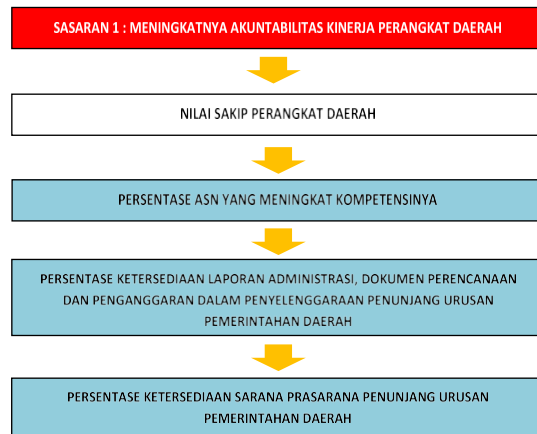 SASARAN 1 : MENINGKATNYA AKUNTABILITAS KINERJA PERANGKAT DAERAH
NILAI SAKIP PERANGKAT DAERAH
PERSENTASE ASN YANG MENINGKAT KOMPETENSINYA
PERSENTASE KETERSEDIAAN LAPORAN ADMINISTRASI, DOKUMEN PERENCANAAN
DAN PENGANGGARAN DALAM PENYELENGGARAAN PENUNJANG URUSAN
PEMERINTAHAN DAERAH
PERSENTASE KETERSEDIAAN SARANA PRASARANA PENUNJANG URUSAN
PEMERINTAHAN DAERAH